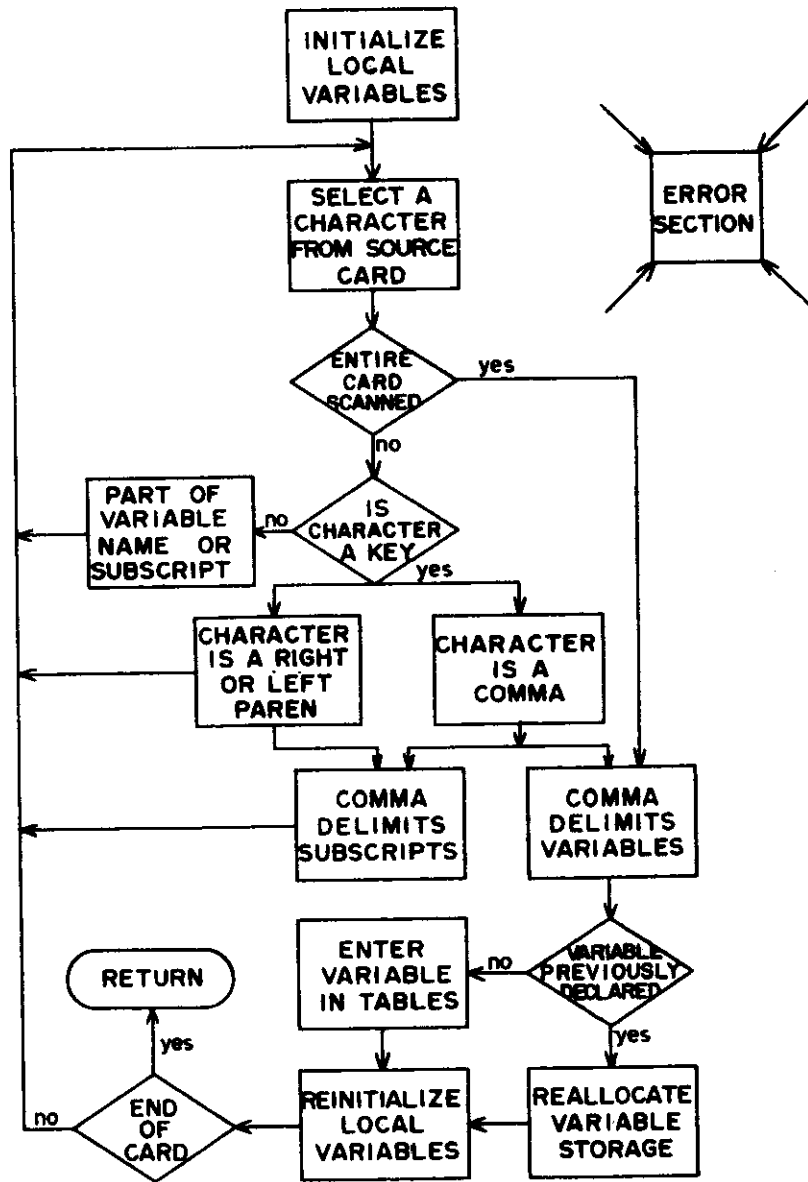 INITIALIZE
LOCAL
VARIABLES
SELECT A
CHARACTER
FROM SOURCE
CARD
ERROR
SECTION
ENTIRE
CARD
SCANNED
yes
no
IS
CHARACTER
A KEY
no
yes
PART OF
VARIABLE
NAME OR
SUBSCRIPT
CHARACTER
IS A RIGHT
OR LEFT
PAREN
CHARACTER
IS A
COMMA
COMMA
DELIMITS
SUBSCRIPTS
COMMA
DELIMITS
VARIABLES
VARIABLE
PREVIOUSLY
DECLARED
no
yes
ENTER
VARIABLE
IN TABLES
REALLOCATE
VARIABLE
STORAGE
REINITIALIZE
LOCAL
VARIABLES
END
OF
CARD
no
yes
RETURN